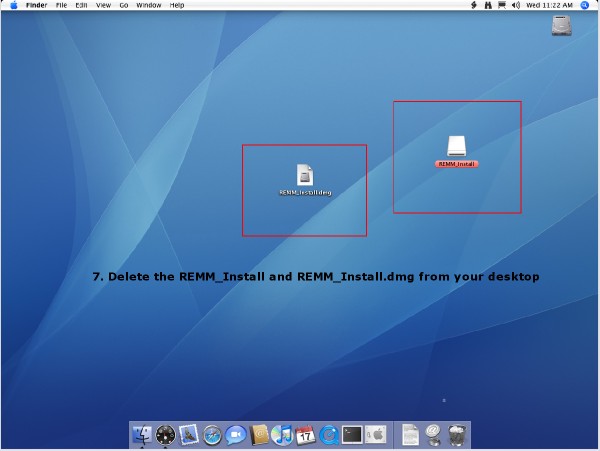 Finder File Edit View Go Window Help
Wed 11:22 AM
REMM_Install
REMM_Install.dmg
7. Delete the REMM_Install and REMM_Install.dmg from your desktop
17